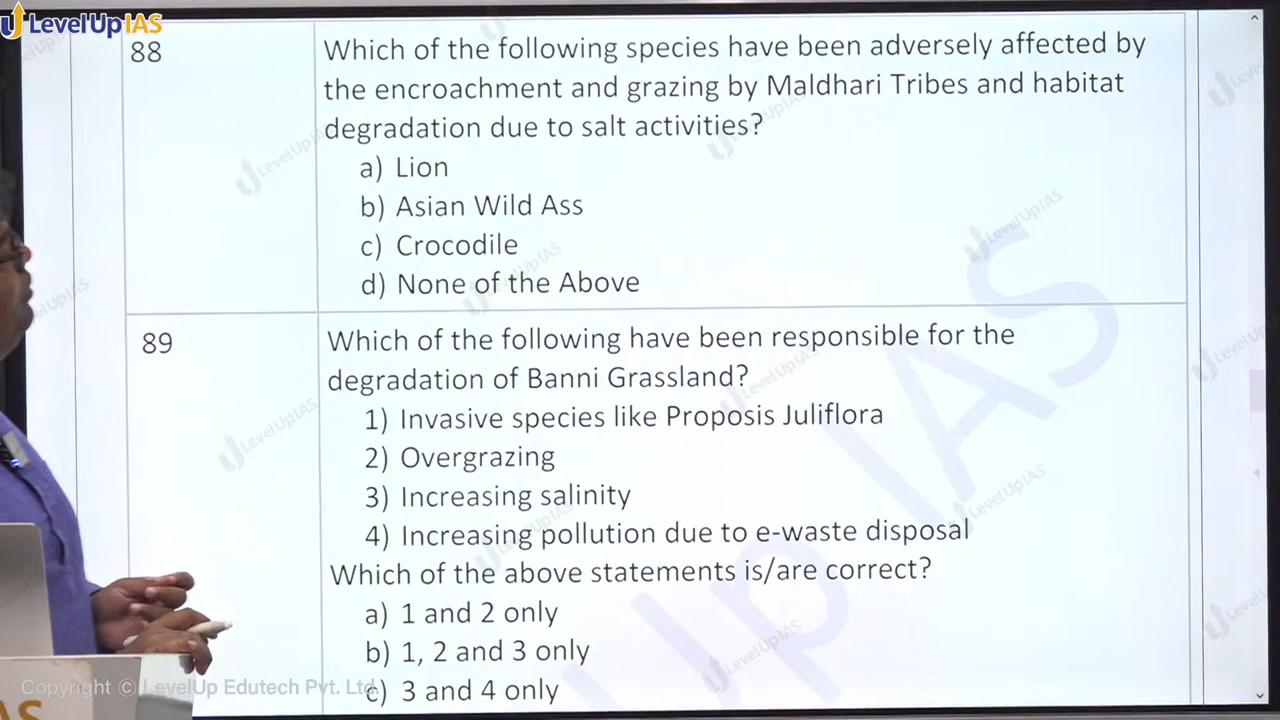 LevelUpIAS
88
Which of the following species have been adversely affected by
the encroachment and grazing by Maldhari Tribes and habitat
degradation due to salt activities?
a) Lion
b) Asian Wild Ass
c) Crocodile
d) None of the Above
89
Which of the following have been responsible for the
degradation of Banni Grassland?
1) Invasive species like Proposis Juliflora
2) Overgrazing
3) Increasing salinity
4) Increasing pollution due to e-waste disposal
Which of the above statements is/are correct?
a) 1 and 2 only
b) 1, 2 and 3 only
c) 3 and 4 only
Copyright © LevelUp Edutech Pvt. Ltd.